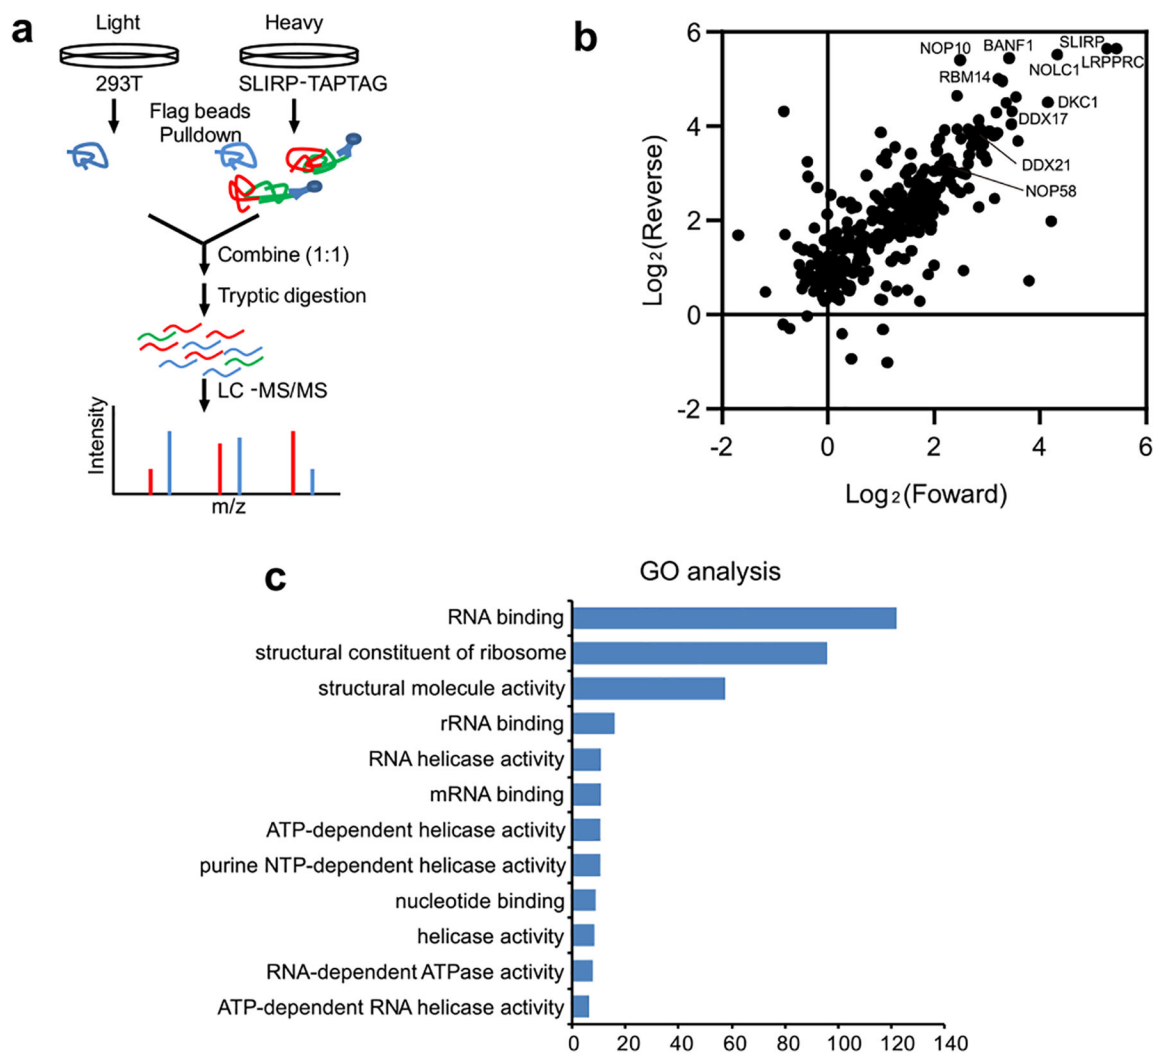 a
Light
Heavy
293T
SLIRP-TAPTAG
Flag beads
Pulldown
Combine (1:1)
Tryptic digestion
LC -MS/MS
Intensity
m/z
b
6
4
2
0
-2
-2 0 2 4 6
Log2(Reverse)
Log2(Foward)
NOP10
BANF1
SLIRP
LRPPRC
NOLC1
RBM14
DKC1
DDX17
DDX21
NOP58
c
GO analysis
RNA binding
structural constituent of ribosome
structural molecule activity
rRNA binding
RNA helicase activity
mRNA binding
ATP-dependent helicase activity
purine NTP-dependent helicase activity
nucleotide binding
helicase activity
RNA-dependent ATPase activity
ATP-dependent RNA helicase activity
0 20 40 60 80 100 120 140